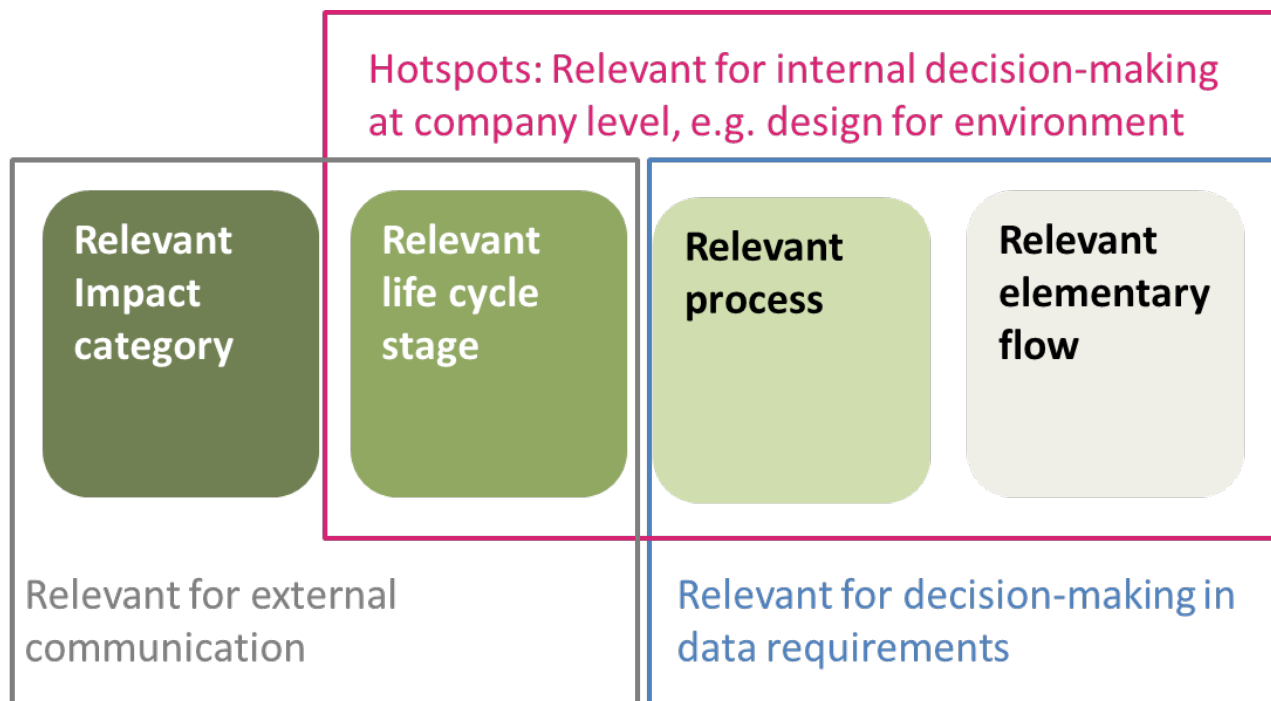 Hotspots: Relevant for internal decision-making
at company level, e.g. design for environment
Relevant
Impact
category
Relevant
life cycle
stage
Relevant
process
Relevant
elementary
flow
Relevant for external
communication
Relevant for decision-making in
data requirements